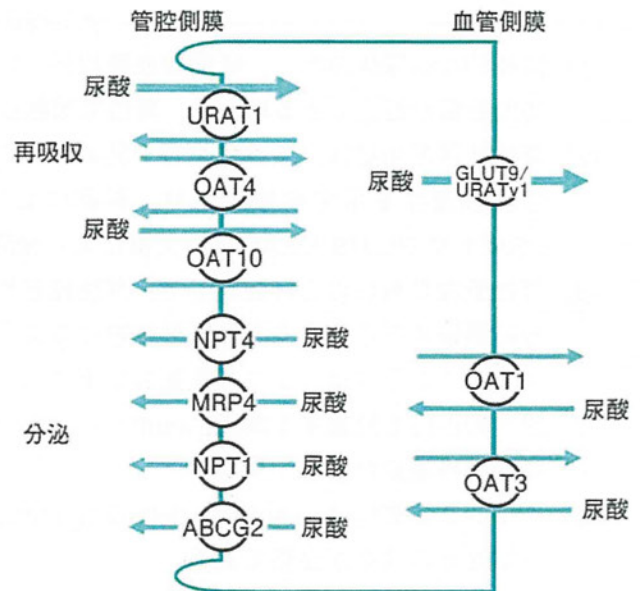 管腔側膜
血管側膜
尿酸
URAT1
再吸収
OAT4
尿酸
OAT10
NPT4
尿酸
MRP4
尿酸
分泌
NPT1
尿酸
ABCG2
尿酸
尿酸
GLUT9/
URATv1
OAT1
尿酸
OAT3
尿酸